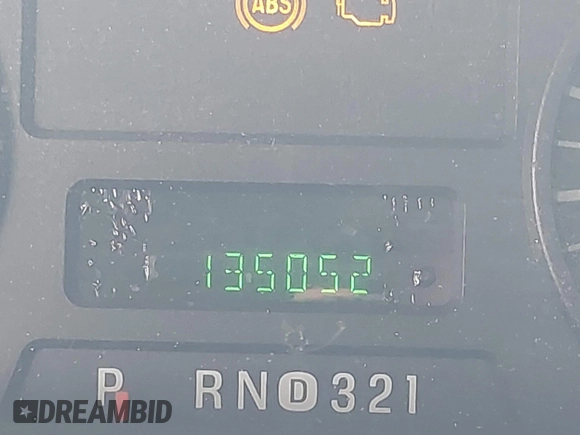 ABS
135052
P RND321
DREAMBID